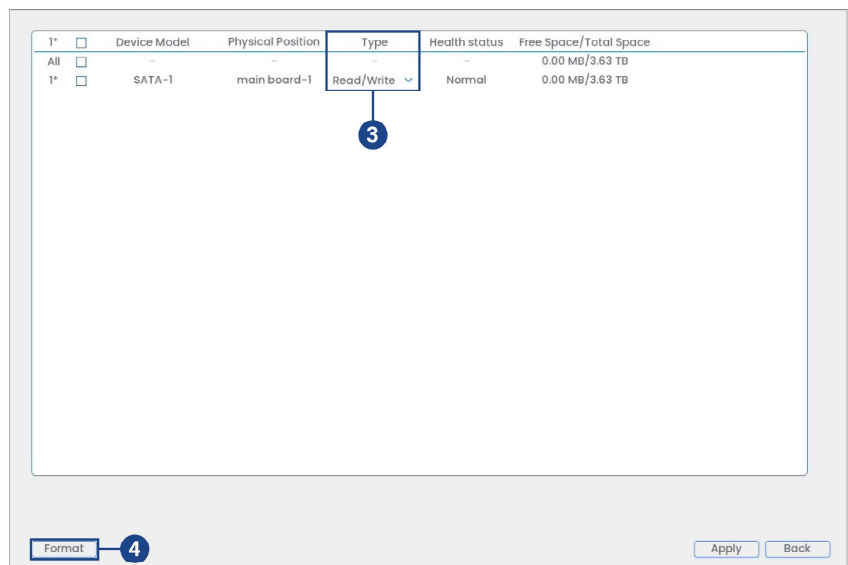 1* Device Model Physical Position Type Health status Free Space/Total Space
All - - - - 0.00 MB/3.63 TB
1* SATA-1 main board-1 Read/Write Normal 0.00 MB/3.63 TB
3
Format 4 Apply Back